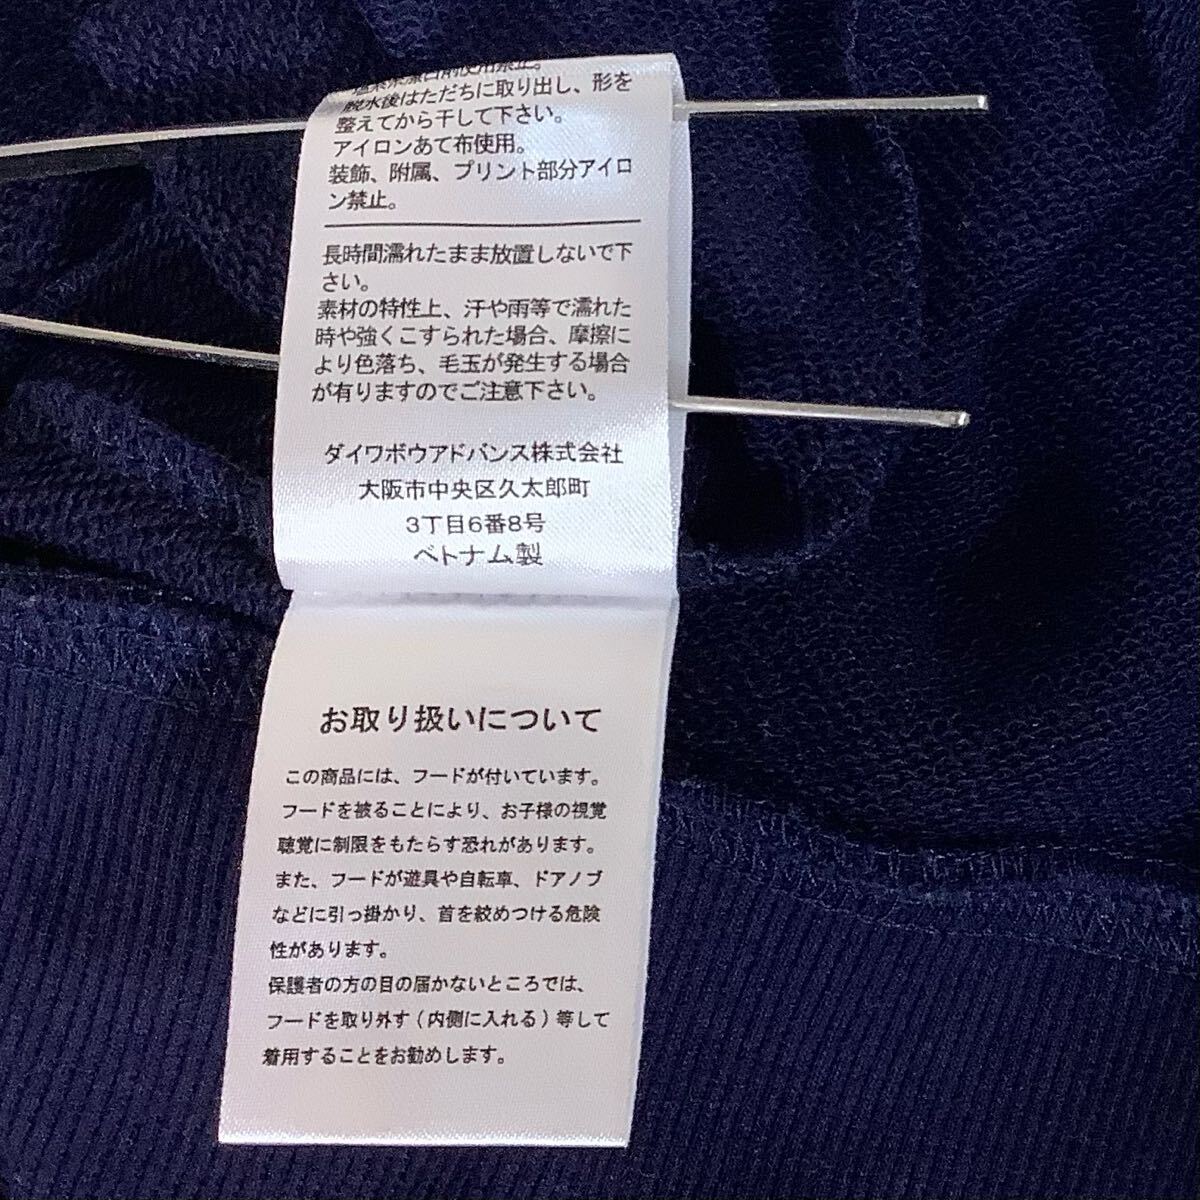 塩素系漂白剤使用禁止。
脱水後はただちに取り出し、形を
整えてから干して下さい。
アイロンあて布使用。
装飾、附属、プリント部分アイロ
ン禁止。
長時間濡れたまま放置しないで下
さい。
素材の特性上、汗や雨等で濡れた
時や強くこすられた場合、摩擦に
より色落ち、毛玉が発生する場合
が有りますのでご注意下さい。
ダイワボウアドバンス株式会社
大阪市中央区久太郎町
3丁目6番8号
ベトナム製
お取り扱いについて
この商品には、フードが付いています。
フードを被ることにより、お子様の視覚
聴覚に制限をもたらす恐れがあります。
また、フードが遊具や自転車、ドアノブ
などに引っ掛かり、首を絞めつける危険
性があります。
保護者の方の目の届かないところでは、
フードを取り外す(内側に入れる)等して
着用することをお勧めします。